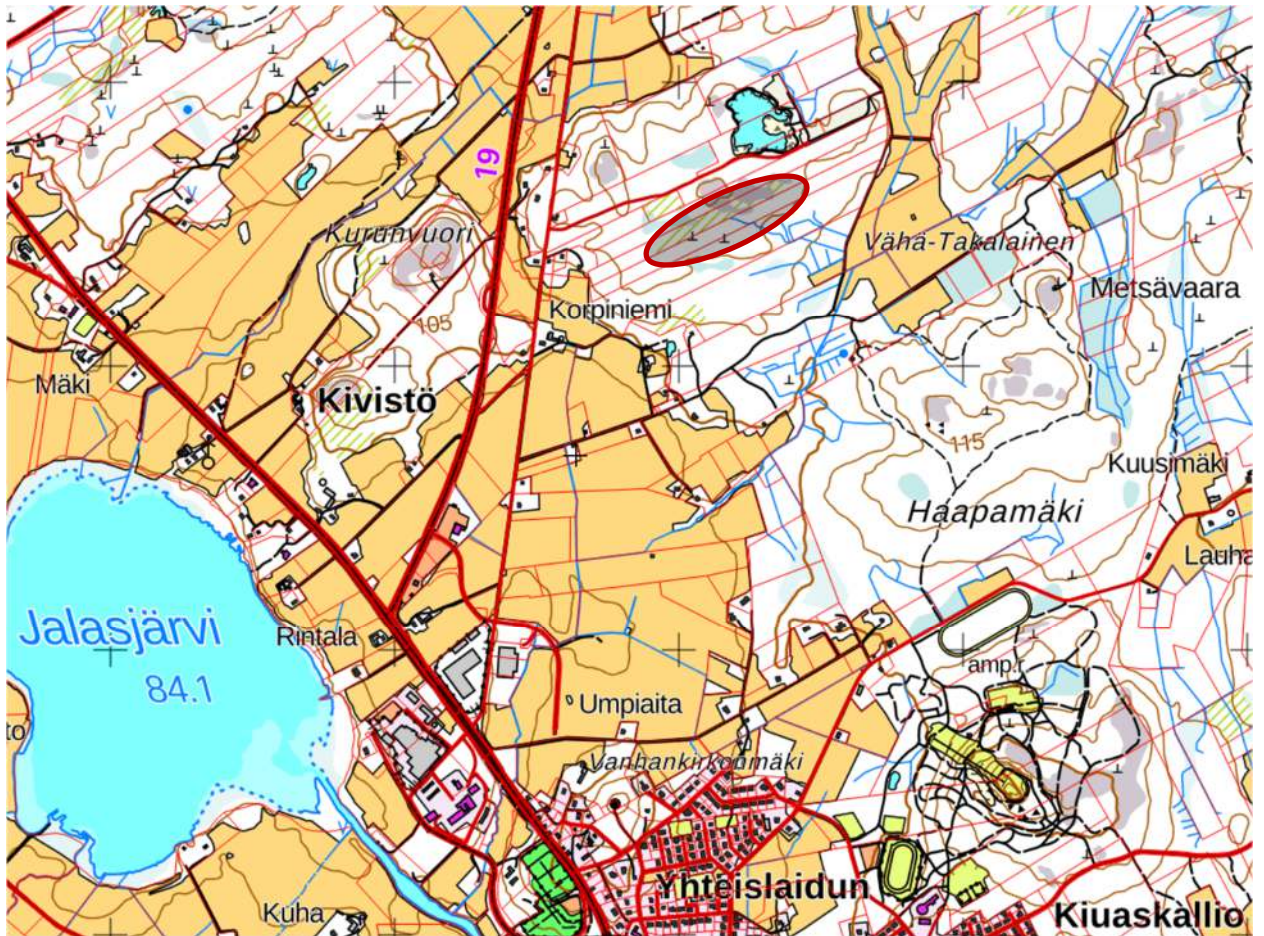 19
Kurunvuori
Vähä-Takalainen
Metsävaara
Korpiniemi
105
Mäki
Kivistö
115
Kuusimäki
Haapamäki
Lauha
Jalasjärvi
84.1
Rintala
amp.r
to
Umpiaita
Vanhankirkonmäki
Yhteislaidun
Kuha
Kiuaskallio